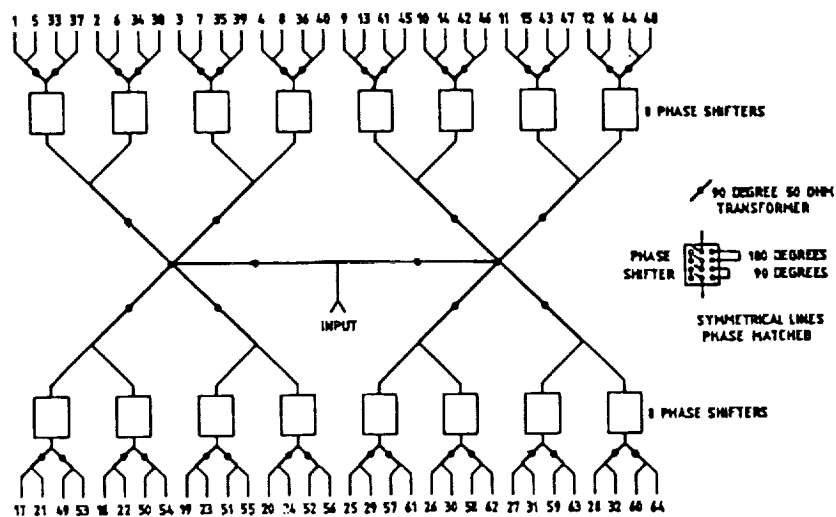 1 5 33 37 2 6 34 38 3 7 35 39 4 8 36 40 9 13 41 45 10 14 42 46 11 15 43 47 12 16 44 48
8 PHASE SHIFTERS
90 DEGREE 50 OHM
TRANSFORMER
PHASE
SHIFTER
180 DEGREES
90 DEGREES
INPUT
SYMMETRICAL LINES
PHASE MATCHED
8 PHASE SHIFTERS
17 21 49 53 18 22 50 54 19 23 51 55 20 24 52 56 25 29 57 61 26 30 58 62 27 31 59 63 28 32 60 64